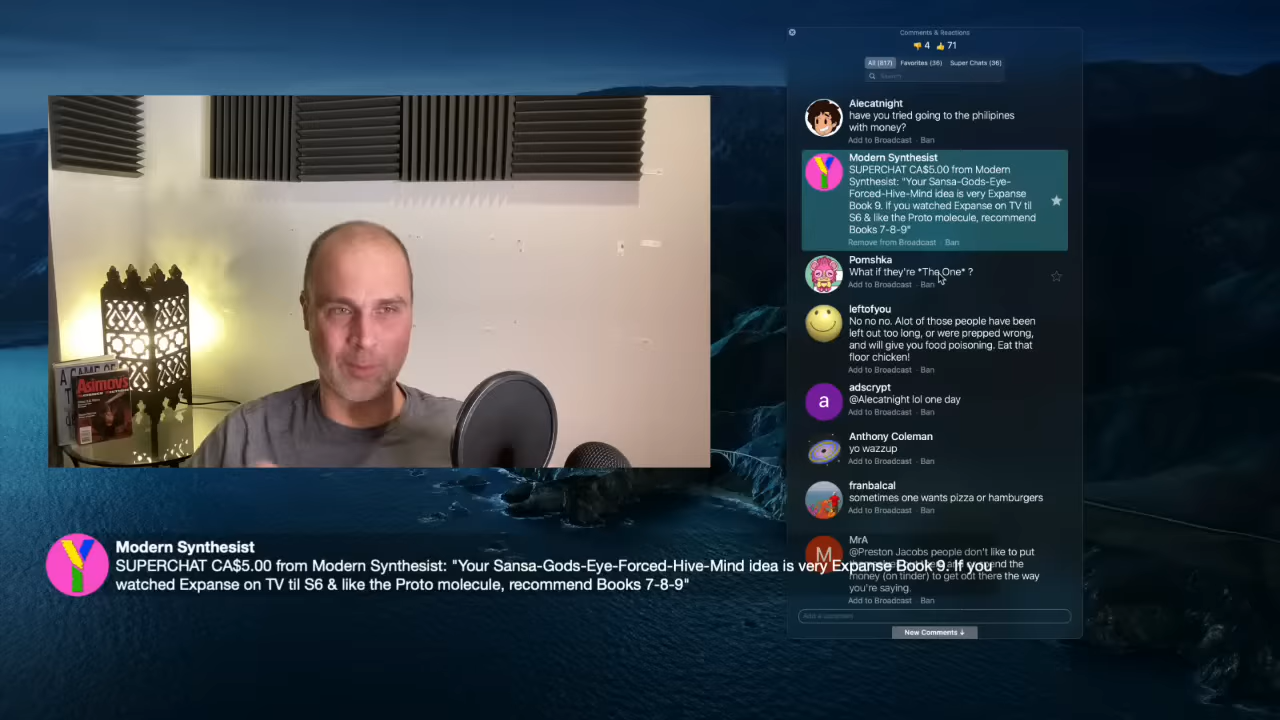 Comments & Reactions
👎 4 👍 71
All (817) Favorites (36) Super Chats (36)
Search
Alecatnight
have you tried going to the philipines
with money?
Add to Broadcast · Ban
Modern Synthesist
SUPERCHAT CA$5.00 from Modern
Synthesist: "Your Sansa-Gods-Eye-
Forced-Hive-Mind idea is very Expanse
Book 9. If you watched Expanse on TV til
S6 & like the Proto molecule, recommend
Books 7-8-9"
Remove from Broadcast · Ban
Pomshka
What if they're *The One* ?
Add to Broadcast · Ban
leftofyou
No no no. Alot of those people have been
left out too long, or were prepped wrong,
and will give you food poisoning. Eat that
floor chicken!
Add to Broadcast · Ban
a
adscrypt
@Alecatnight lol one day
Add to Broadcast · Ban
Anthony Coleman
yo wazzup
Add to Broadcast · Ban
franbalcal
sometimes one wants pizza or hamburgers
Add to Broadcast · Ban
M
MrA
@Preston Jacobs people don't like to put
spend the
money (on tinder) to get out there the way
you're saying.
Add to Broadcast · Ban
Add a comment
New Comments ↓
A GAME OF
Asimov's
Modern Synthesist
SUPERCHAT CA$5.00 from Modern Synthesist: "Your Sansa-Gods-Eye-Forced-Hive-Mind idea is very Expanse Book 9. If you
watched Expanse on TV til S6 & like the Proto molecule, recommend Books 7-8-9"